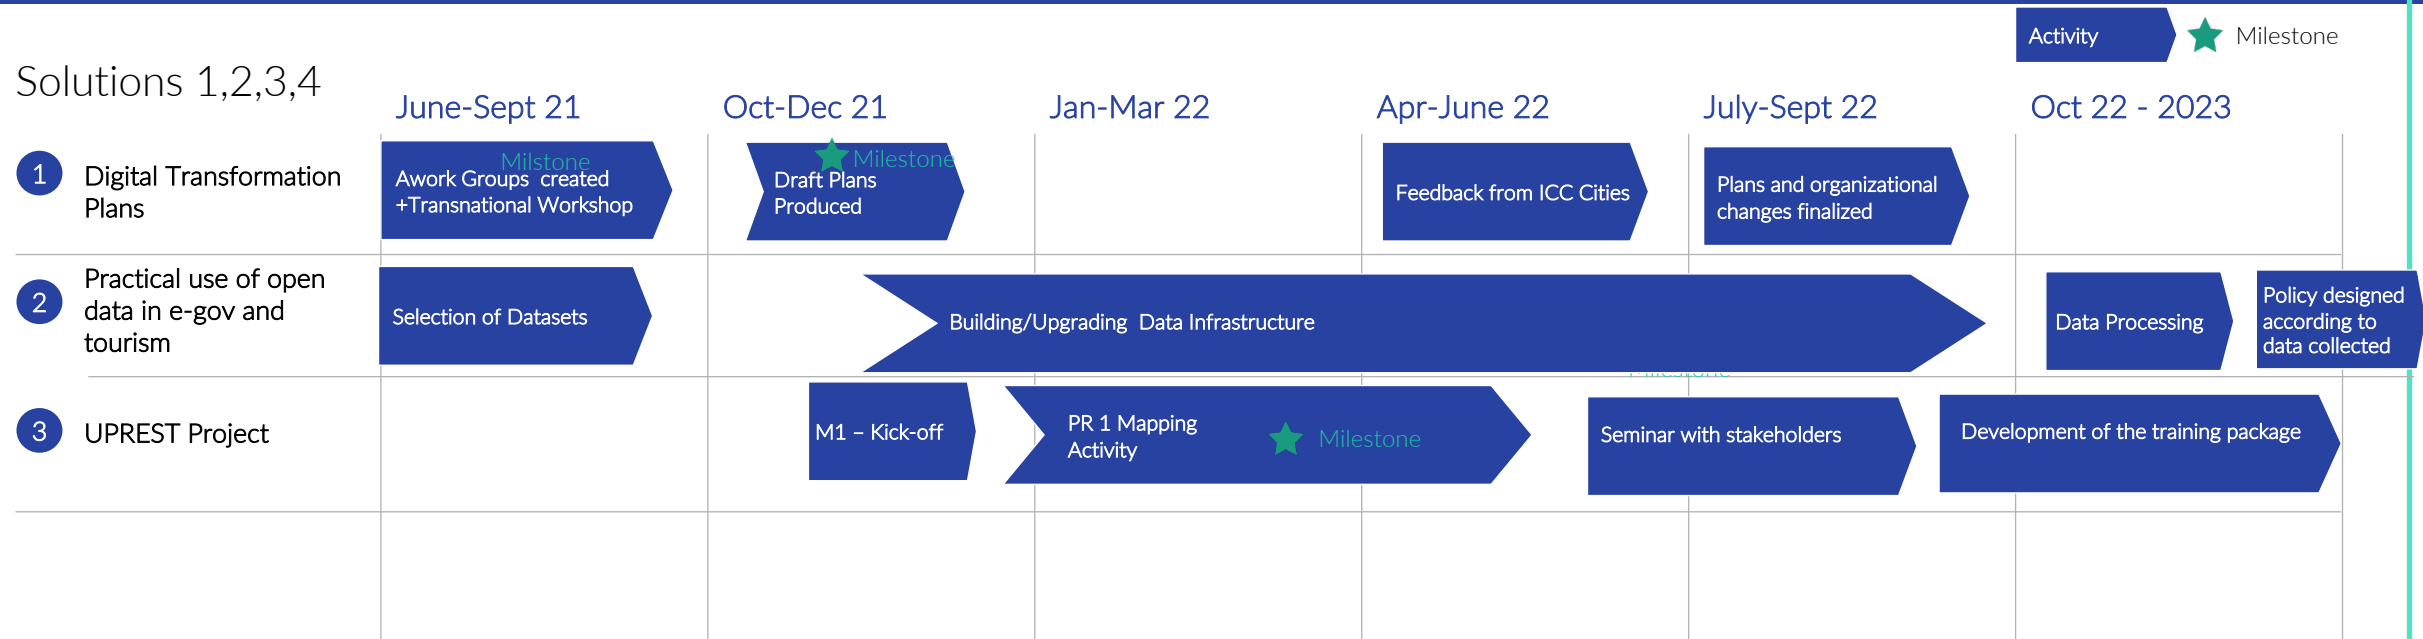 Activity
Milestone
Solutions 1,2,3,4
June-Sept 21
Oct-Dec 21
Jan-Mar 22
Apr-June 22
July-Sept 22
Oct 22 - 2023
1
Digital Transformation
Plans
Milstone
Awork Groups  created
+Transnational Workshop
Milestone
Draft Plans
Produced
Feedback from ICC Cities
Plans and organizational
changes finalized
2
Practical use of open
data in e-gov and
tourism
Selection of Datasets
Building/Upgrading  Data Infrastructure
Data Processing
Policy designed
according to
data collected
3
UPREST Project
M1 – Kick-off
PR 1 Mapping
Activity
Milestone
Seminar with stakeholders
Development of the training package